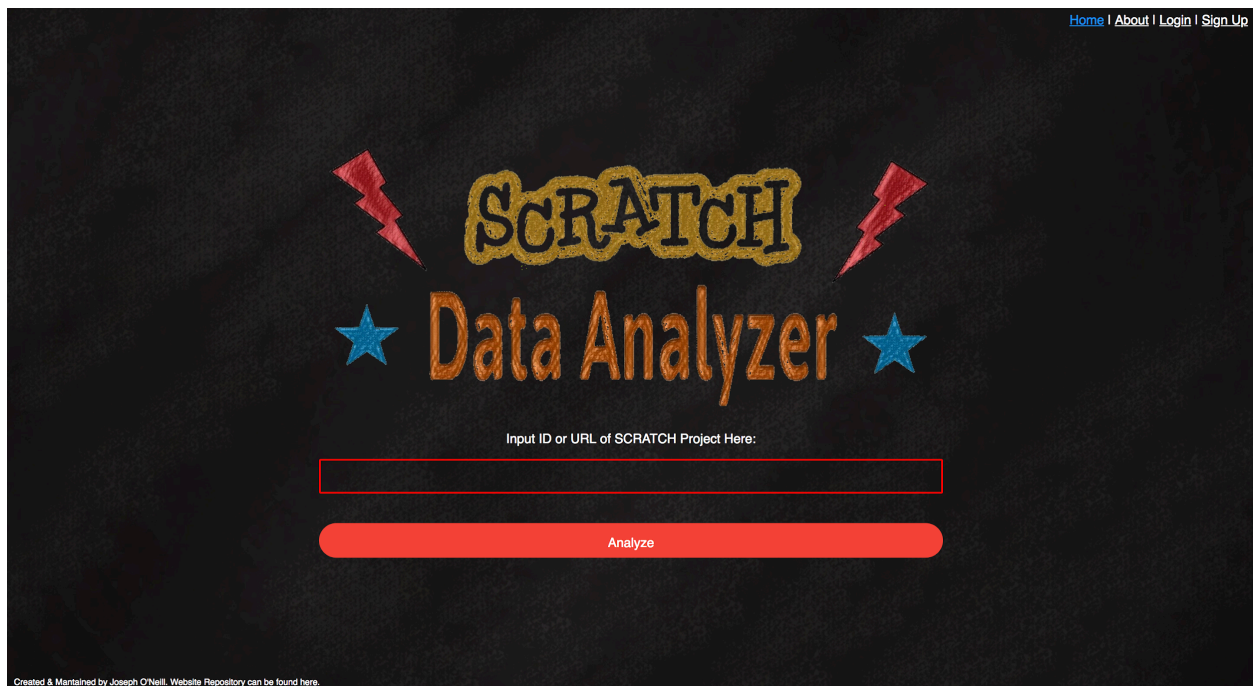 Home | About | Login | Sign Up
SCRATCH
Data Analyzer
Input ID or URL of SCRATCH Project Here:
Analyze
Created & Mantained by Joseph O'Neill. Website Repository can be found here.